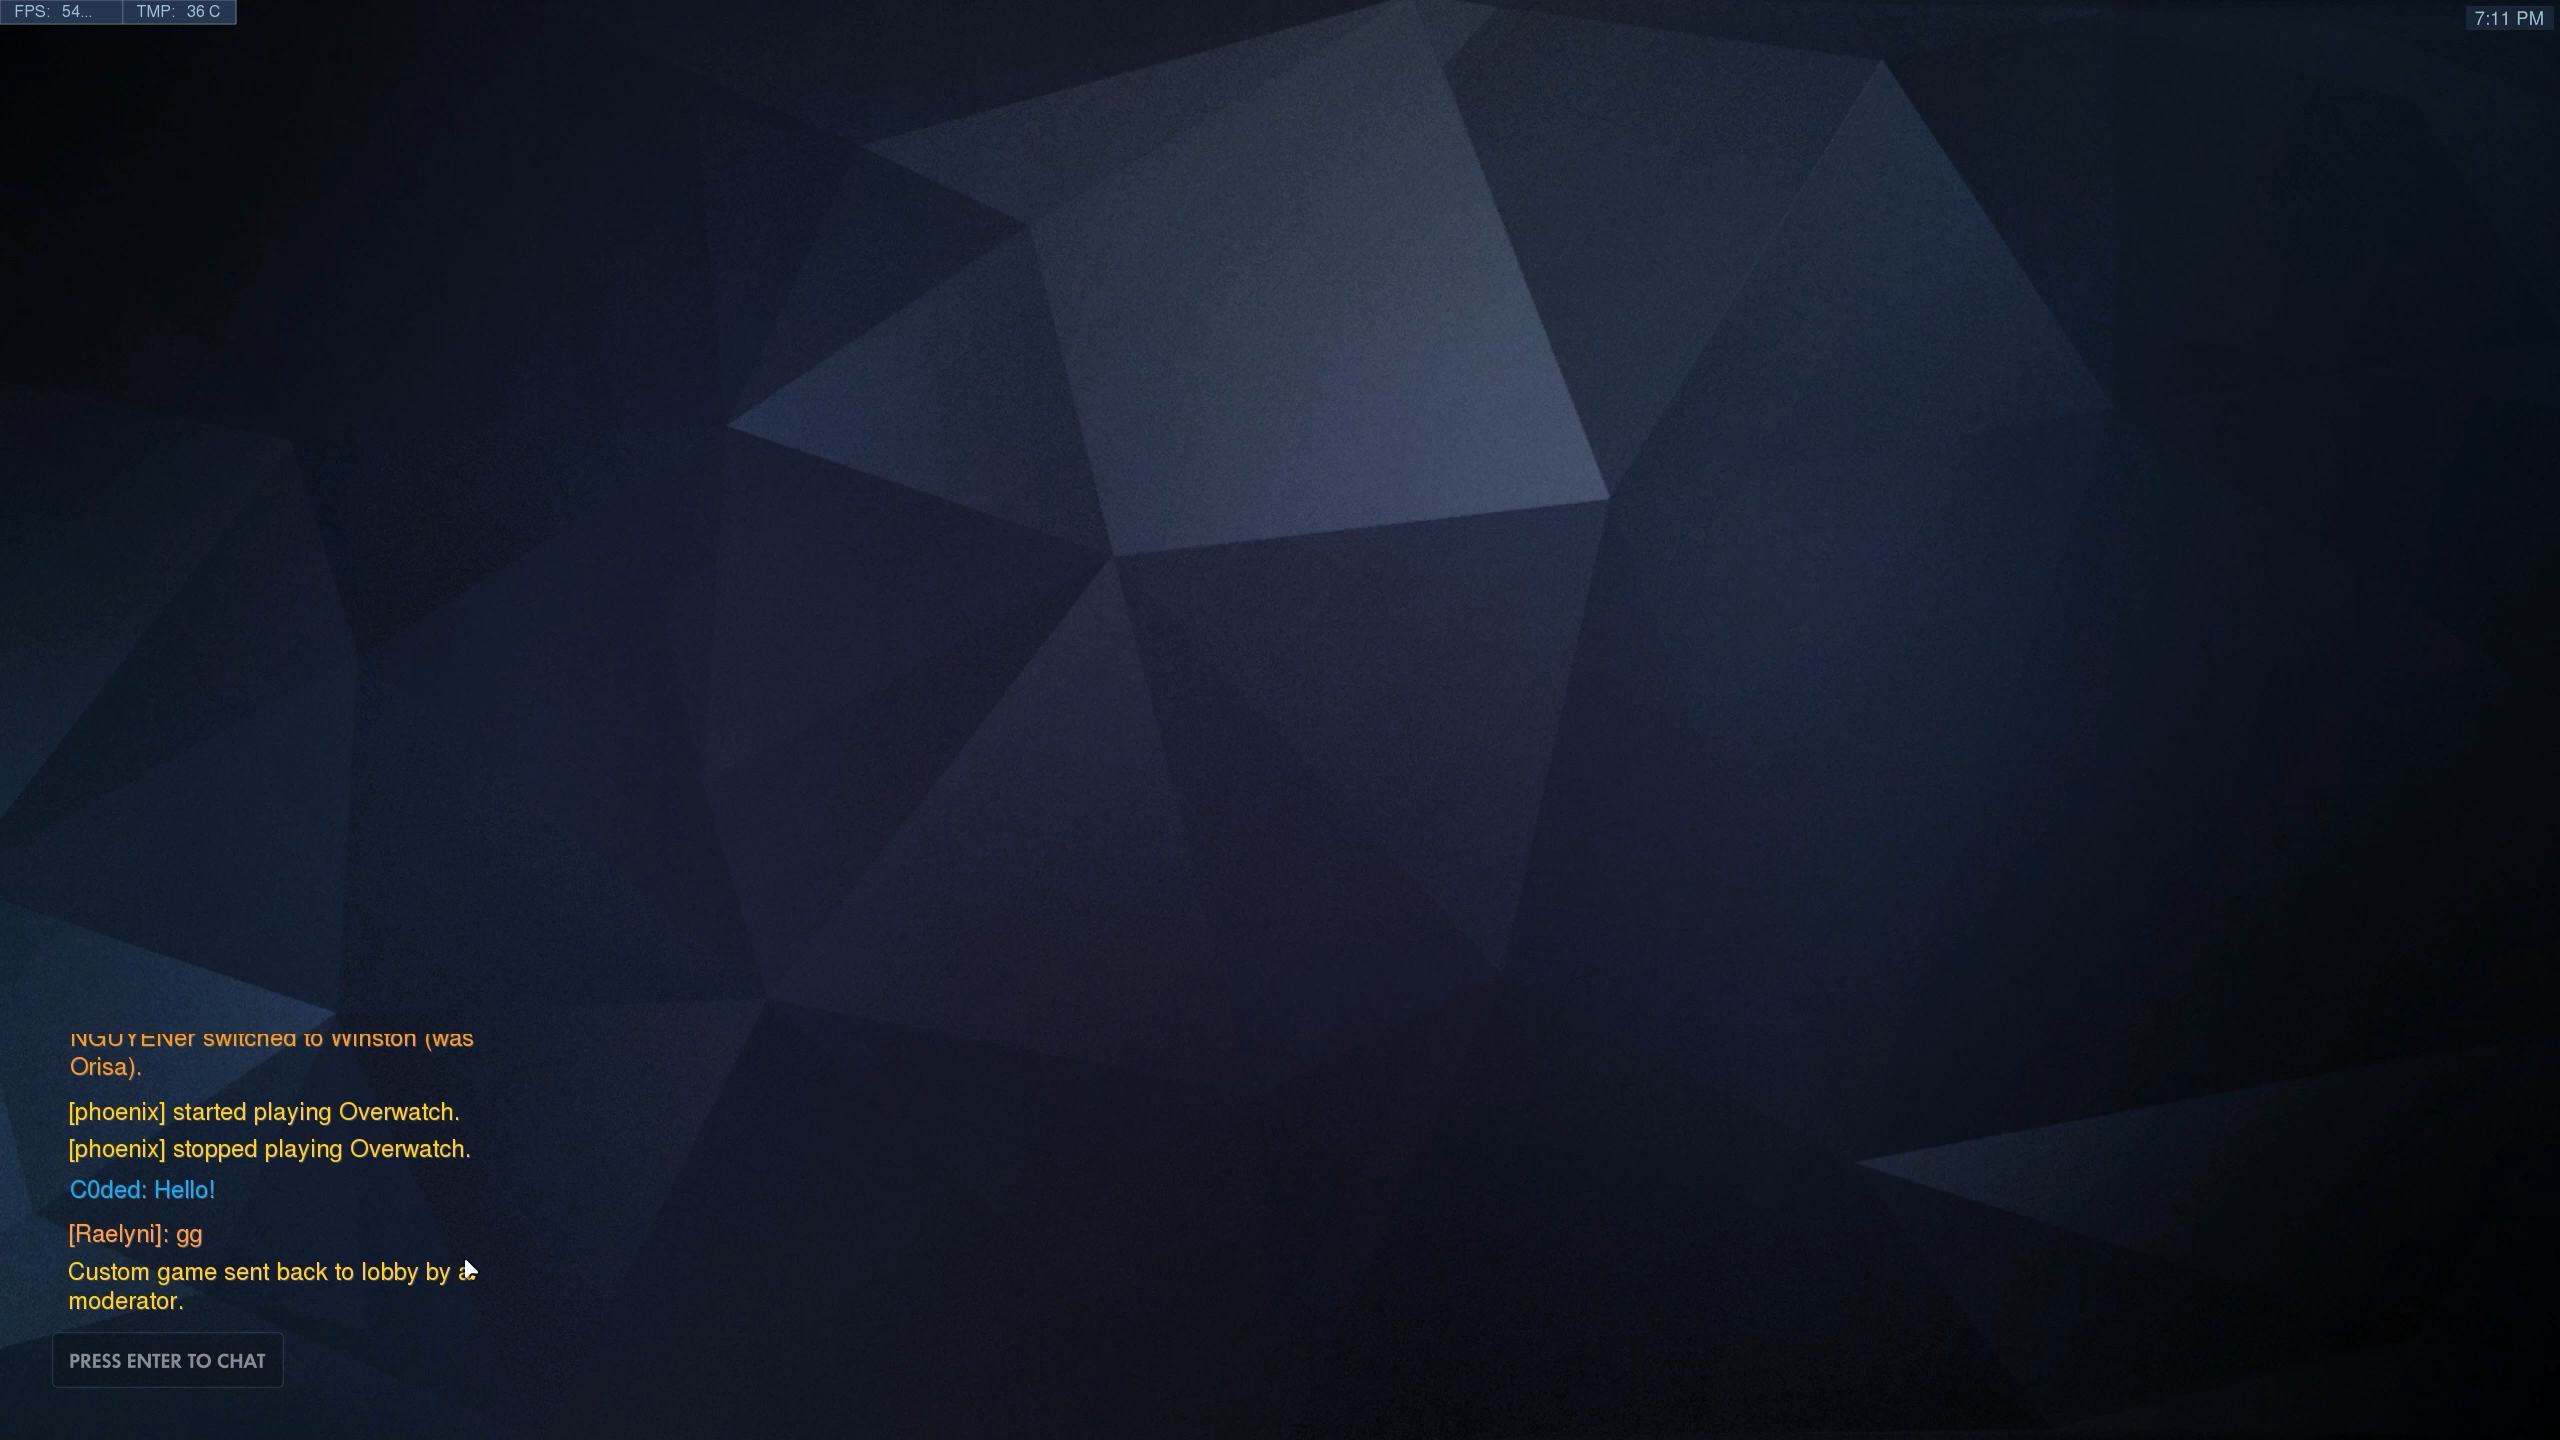 FPS: 54... TMP: 36 C
7:11 PM
NGUYENer switched to Winston (was
Orisa).
[phoenix] started playing Overwatch.
[phoenix] stopped playing Overwatch.
C0ded: Hello!
[Raelyni]: gg
Custom game sent back to lobby by a
moderator.
PRESS ENTER TO CHAT